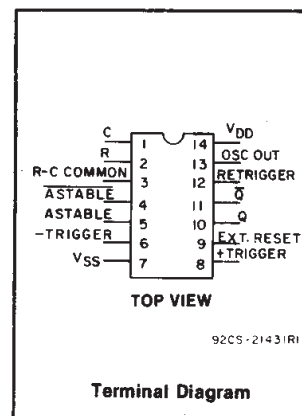 C 1 14 VDD
R 2 13 OSC OUT
R-C COMMON 3 12 RETRIGGER
A̅S̅T̅A̅B̅L̅E̅ 4 11 Q̅
ASTABLE 5 10 Q
-TRIGGER 6 9 EXT. RESET
VSS 7 8 +TRIGGER
TOP VIEW
92CS-21431R1
Terminal Diagram